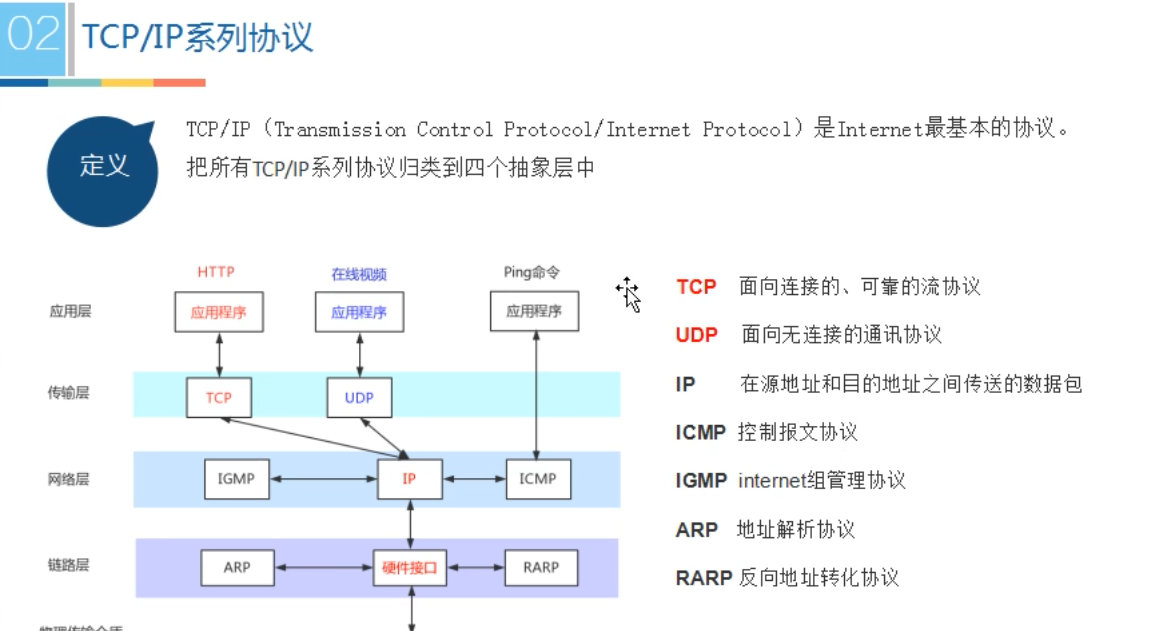 02 TCP/IP系列协议
定义
TCP/IP（Transmission Control Protocol/Internet Protocol）是Internet最基本的协议。
把所有TCP/IP系列协议归类到四个抽象层中
HTTP 在线视频 Ping命令
应用层 应用程序 应用程序 应用程序
传输层 TCP UDP
网络层 IGMP IP ICMP
链路层 ARP 硬件接口 RARP
物理传输介质
TCP 面向连接的、可靠的流协议
UDP 面向无连接的通讯协议
IP 在源地址和目的地址之间传送的数据包
ICMP 控制报文协议
IGMP internet组管理协议
ARP 地址解析协议
RARP 反向地址转化协议